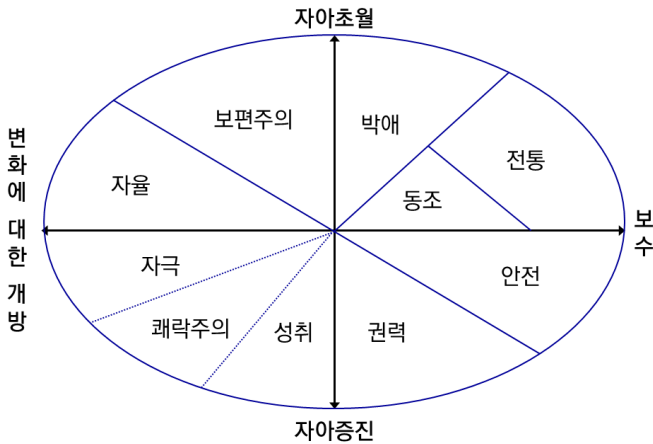 자아초월
보편주의
박애
전통
자율
동조
변화에 대한 개방
보수
자극
안전
쾌락주의
성취
권력
자아증진